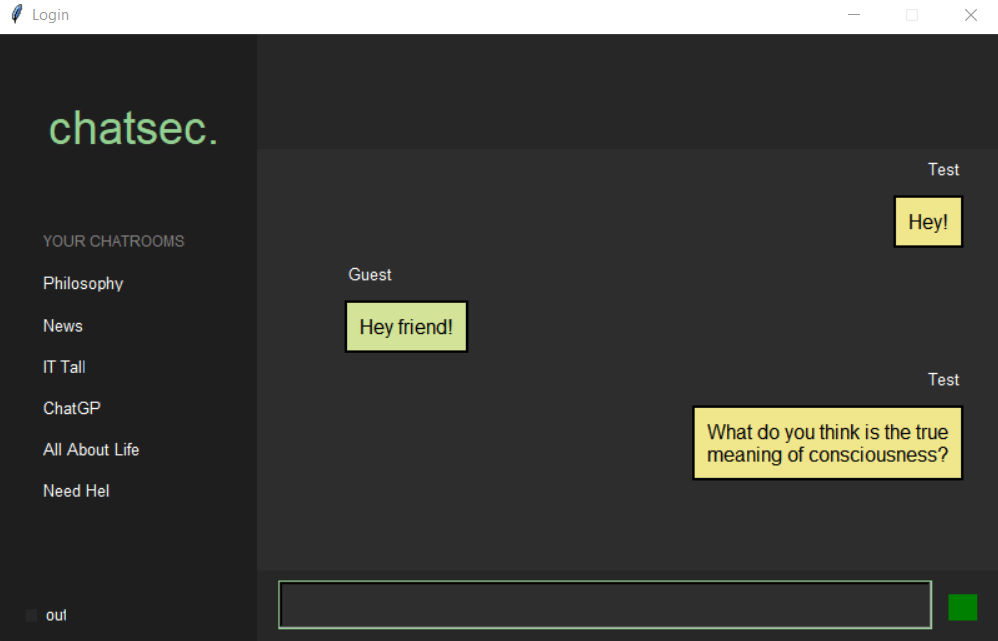 Login
chatsec.
YOUR CHATROOMS
Philosophy
News
IT Tall
ChatGP
All About Life
Need Hel
out
Test
Hey!
Guest
Hey friend!
Test
What do you think is the true
meaning of consciousness?